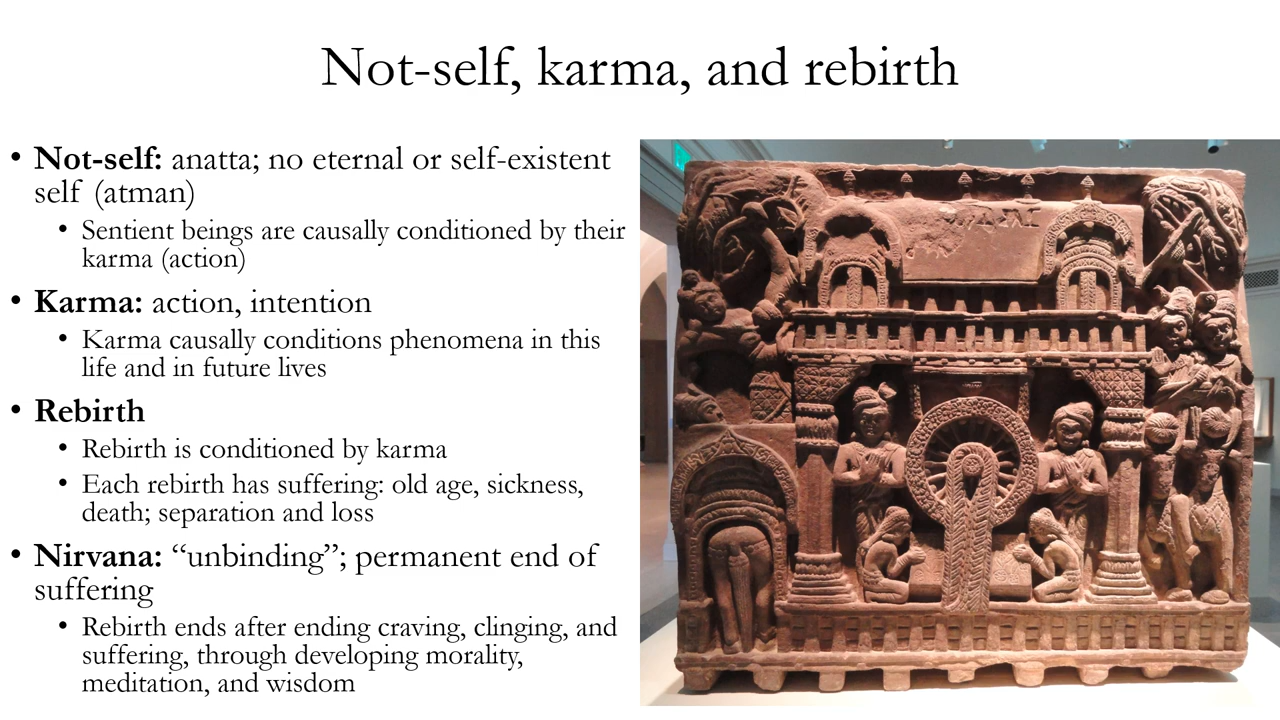 Not-self, karma, and rebirth
• Not-self: anatta; no eternal or self-existent
self (atman)
• Sentient beings are causally conditioned by their
karma (action)
• Karma: action, intention
• Karma causally conditions phenomena in this
life and in future lives
• Rebirth
• Rebirth is conditioned by karma
• Each rebirth has suffering: old age, sickness,
death; separation and loss
• Nirvana: “unbinding”; permanent end of
suffering
• Rebirth ends after ending craving, clinging, and
suffering, through developing morality,
meditation, and wisdom